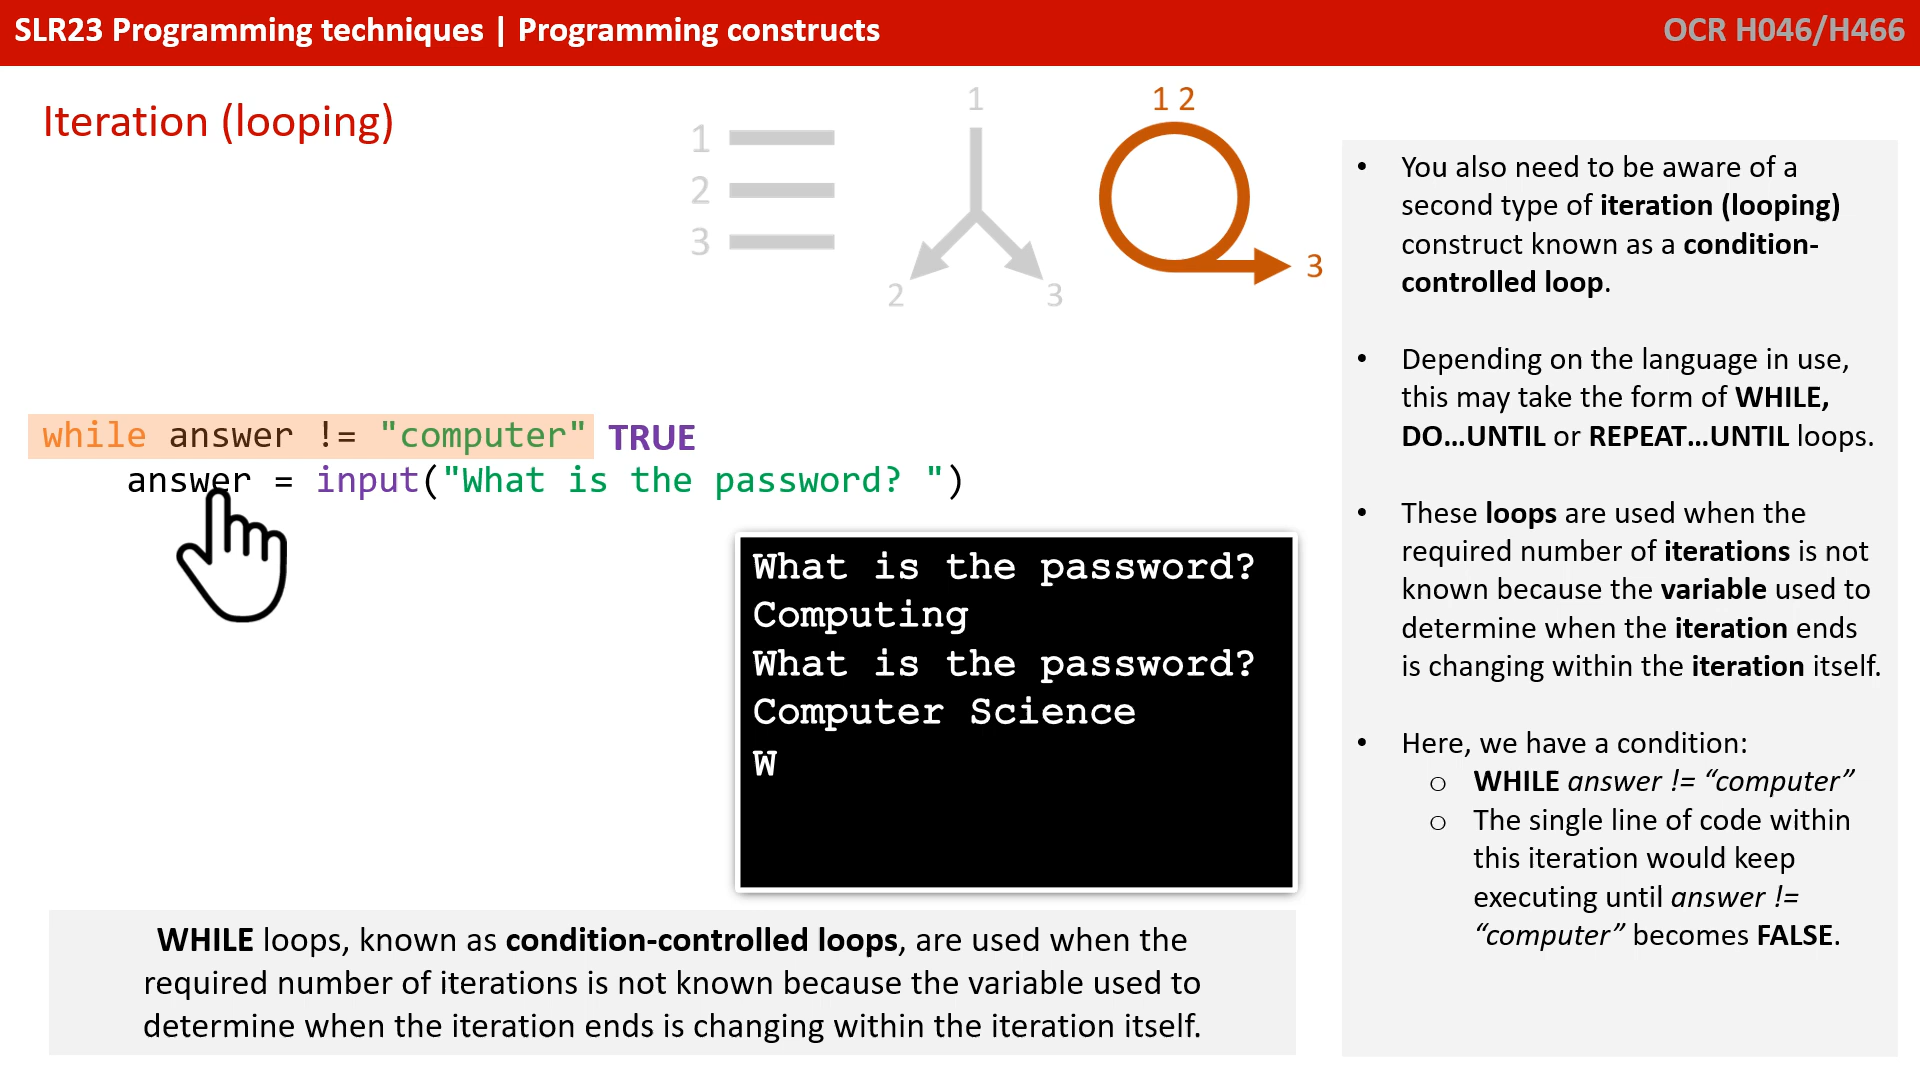 SLR23 Programming techniques | Programming constructs
OCR H046/H466
Iteration (looping)
1
2
3
1
2
3
1 2
3
while answer != "computer" TRUE
answer = input("What is the password? ")
What is the password?
Computing
What is the password?
Computer Science
W
WHILE loops, known as condition-controlled loops, are used when the
required number of iterations is not known because the variable used to
determine when the iteration ends is changing within the iteration itself.
• You also need to be aware of a
second type of iteration (looping)
construct known as a condition-
controlled loop.
• Depending on the language in use,
this may take the form of WHILE,
DO…UNTIL or REPEAT…UNTIL loops.
• These loops are used when the
required number of iterations is not
known because the variable used to
determine when the iteration ends
is changing within the iteration itself.
• Here, we have a condition:
o WHILE answer != “computer”
o The single line of code within
this iteration would keep
executing until answer !=
“computer” becomes FALSE.